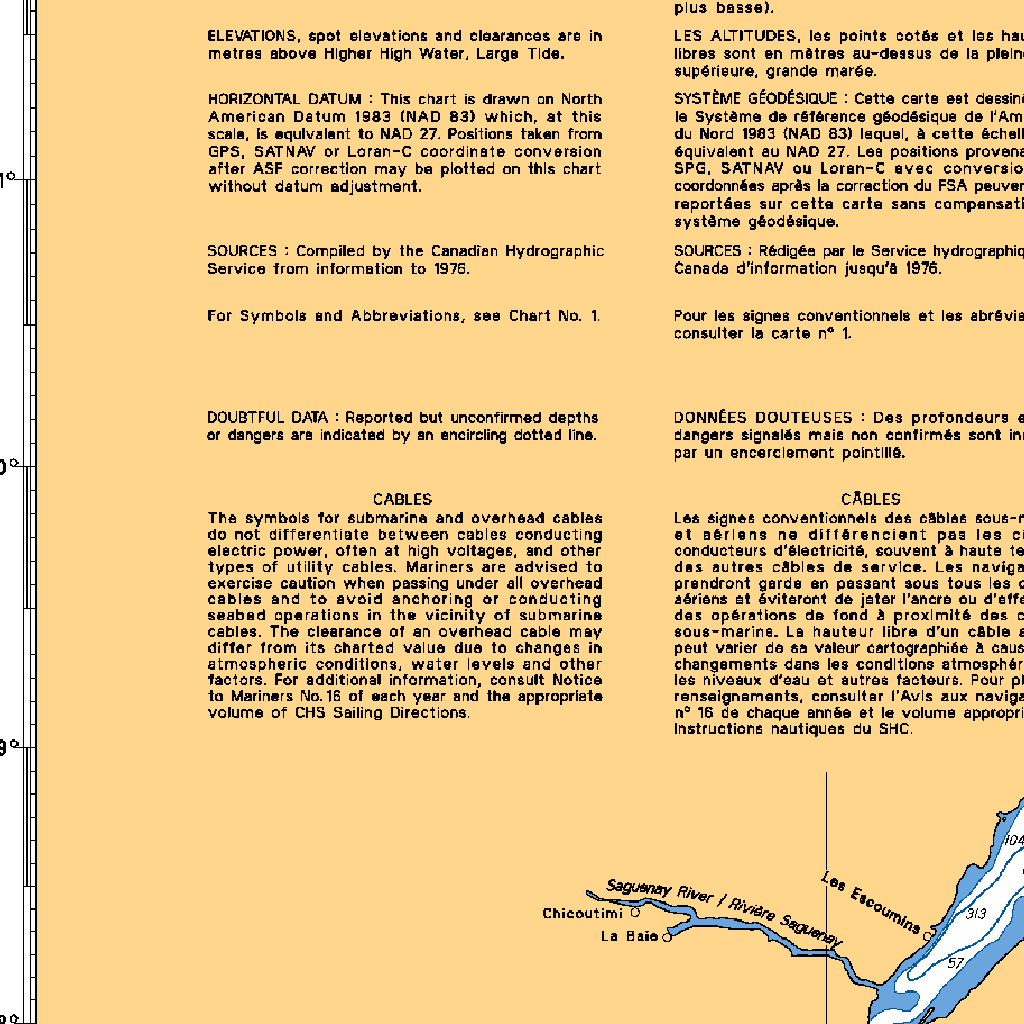 ELEVATIONS, spot elevations and clearances are in
metres above Higher High Water, Large Tide.
HORIZONTAL DATUM : This chart is drawn on North
American Datum 1983 (NAD 83) which, at this
scale, is equivalent to NAD 27. Positions taken from
GPS, SATNAV or Loran-C coordinate conversion
after ASF correction may be plotted on this chart
without datum adjustment.
SOURCES : Compiled by the Canadian Hydrographic
Service from information to 1976.
For Symbols and Abbreviations, see Chart No. 1.
DOUBTFUL DATA : Reported but unconfirmed depths
or dangers are indicated by an encircling dotted line.
CABLES
The symbols for submarine and overhead cables
do not differentiate between cables conducting
electric power, often at high voltages, and other
types of utility cables. Mariners are advised to
exercise caution when passing under all overhead
cables and to avoid anchoring or conducting
seabed operations in the vicinity of submarine
cables. The clearance of an overhead cable may
differ from its charted value due to changes in
atmospheric conditions, water levels and other
factors. For additional information, consult Notice
to Mariners No. 16 of each year and the appropriate
volume of CHS Sailing Directions.
plus basse).
LES ALTITUDES, les points cotés et les hau
libres sont en mètres au-dessus de la plein
supérieure, grande marée.
SYSTÈME GÉODÉSIQUE : Cette carte est dessiné
le Système de référence géodésique de l'Am
du Nord 1983 (NAD 83) lequel, à cette échell
équivalent au NAD 27. Les positions provena
SPG, SATNAV ou Loran-C avec conversio
coordonnées après la correction du FSA peuver
reportées sur cette carte sans compensati
système géodésique.
SOURCES : Rédigée par le Service hydrographiq
Canada d'information jusqu'à 1976.
Pour les signes conventionnels et les abrévia
consulter la carte nº 1.
DONNÉES DOUTEUSES : Des profondeurs e
dangers signalés mais non confirmés sont in
par un encerclement pointillé.
CÂBLES
Les signes conventionnels des câbles sous-m
et aériens ne différencient pas les c
conducteurs d'électricité, souvent à haute te
des autres câbles de service. Les naviga
prendront garde en passant sous tous les c
aériens et éviteront de jeter l'ancre ou d'effe
des opérations de fond à proximité des c
sous-marins. La hauteur libre d'un câble a
peut varier de sa valeur cartographiée à caus
changements dans les conditions atmosphér
les niveaux d'eau et autres facteurs. Pour pl
renseignements, consulter l'Avis aux naviga
nº 16 de chaque année et le volume appropri
Instructions nautiques du SHC.
1º
0º
9º
Saguenay River / Rivière Saguenay
Chicoutimi
La Baie
Les Escoumins
104
313
57